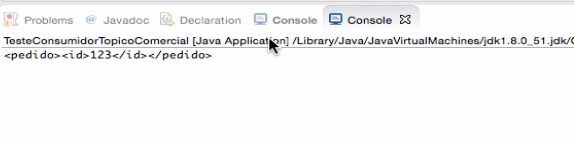 Problems Javadoc Declaration Console Console
TesteConsumidorTopicoComercial [Java Application] /Library/Java/JavaVirtualMachines/jdk1.8.0_51.jdk/
<pedido><id>123</id></pedido>